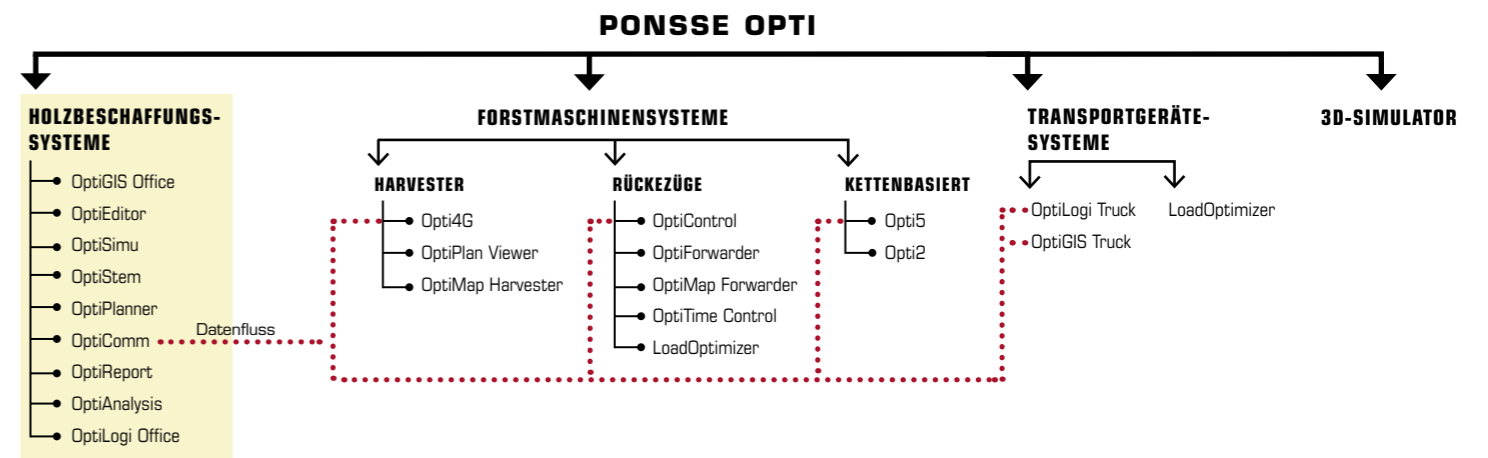 PONSSE OPTI
HOLZBESCHAFFUNGS-
SYSTEME
OptiGIS Office
OptiEditor
OptiSimu
OptiStem
OptiPlanner
OptiComm
OptiReport
OptiAnalysis
OptiLogi Office
Datenfluss
FORSTMASCHINENSYSTEME
HARVESTER
Opti4G
OptiPlan Viewer
OptiMap Harvester
RÜCKEZÜGE
OptiControl
OptiForwarder
OptiMap Forwarder
OptiTime Control
LoadOptimizer
KETTENBASIERT
Opti5
Opti2
TRANSPORTGERÄTE-
SYSTEME
OptiLogi Truck
OptiGIS Truck
LoadOptimizer
3D-SIMULATOR